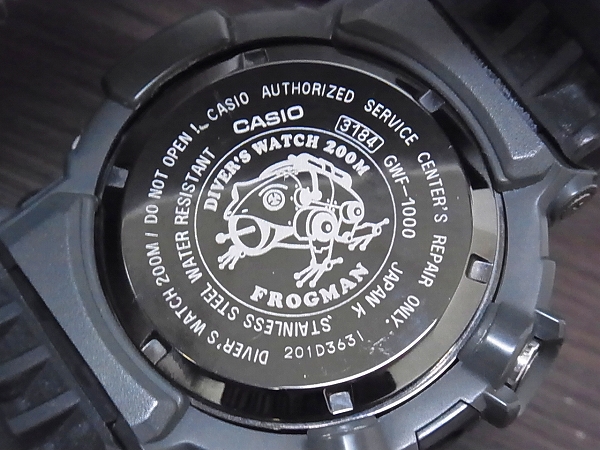 DIVER'S WATCH 200M / DO NOT OPEN I CASIO AUTHORIZED SERVICE CENTER'S REPAIR ONLY.
CASIO
3184
GWF-1000
JAPAN K
STAINLESS STEEL WATER RESISTANT
DIVER'S WATCH 200M
FROGMAN
201D3631